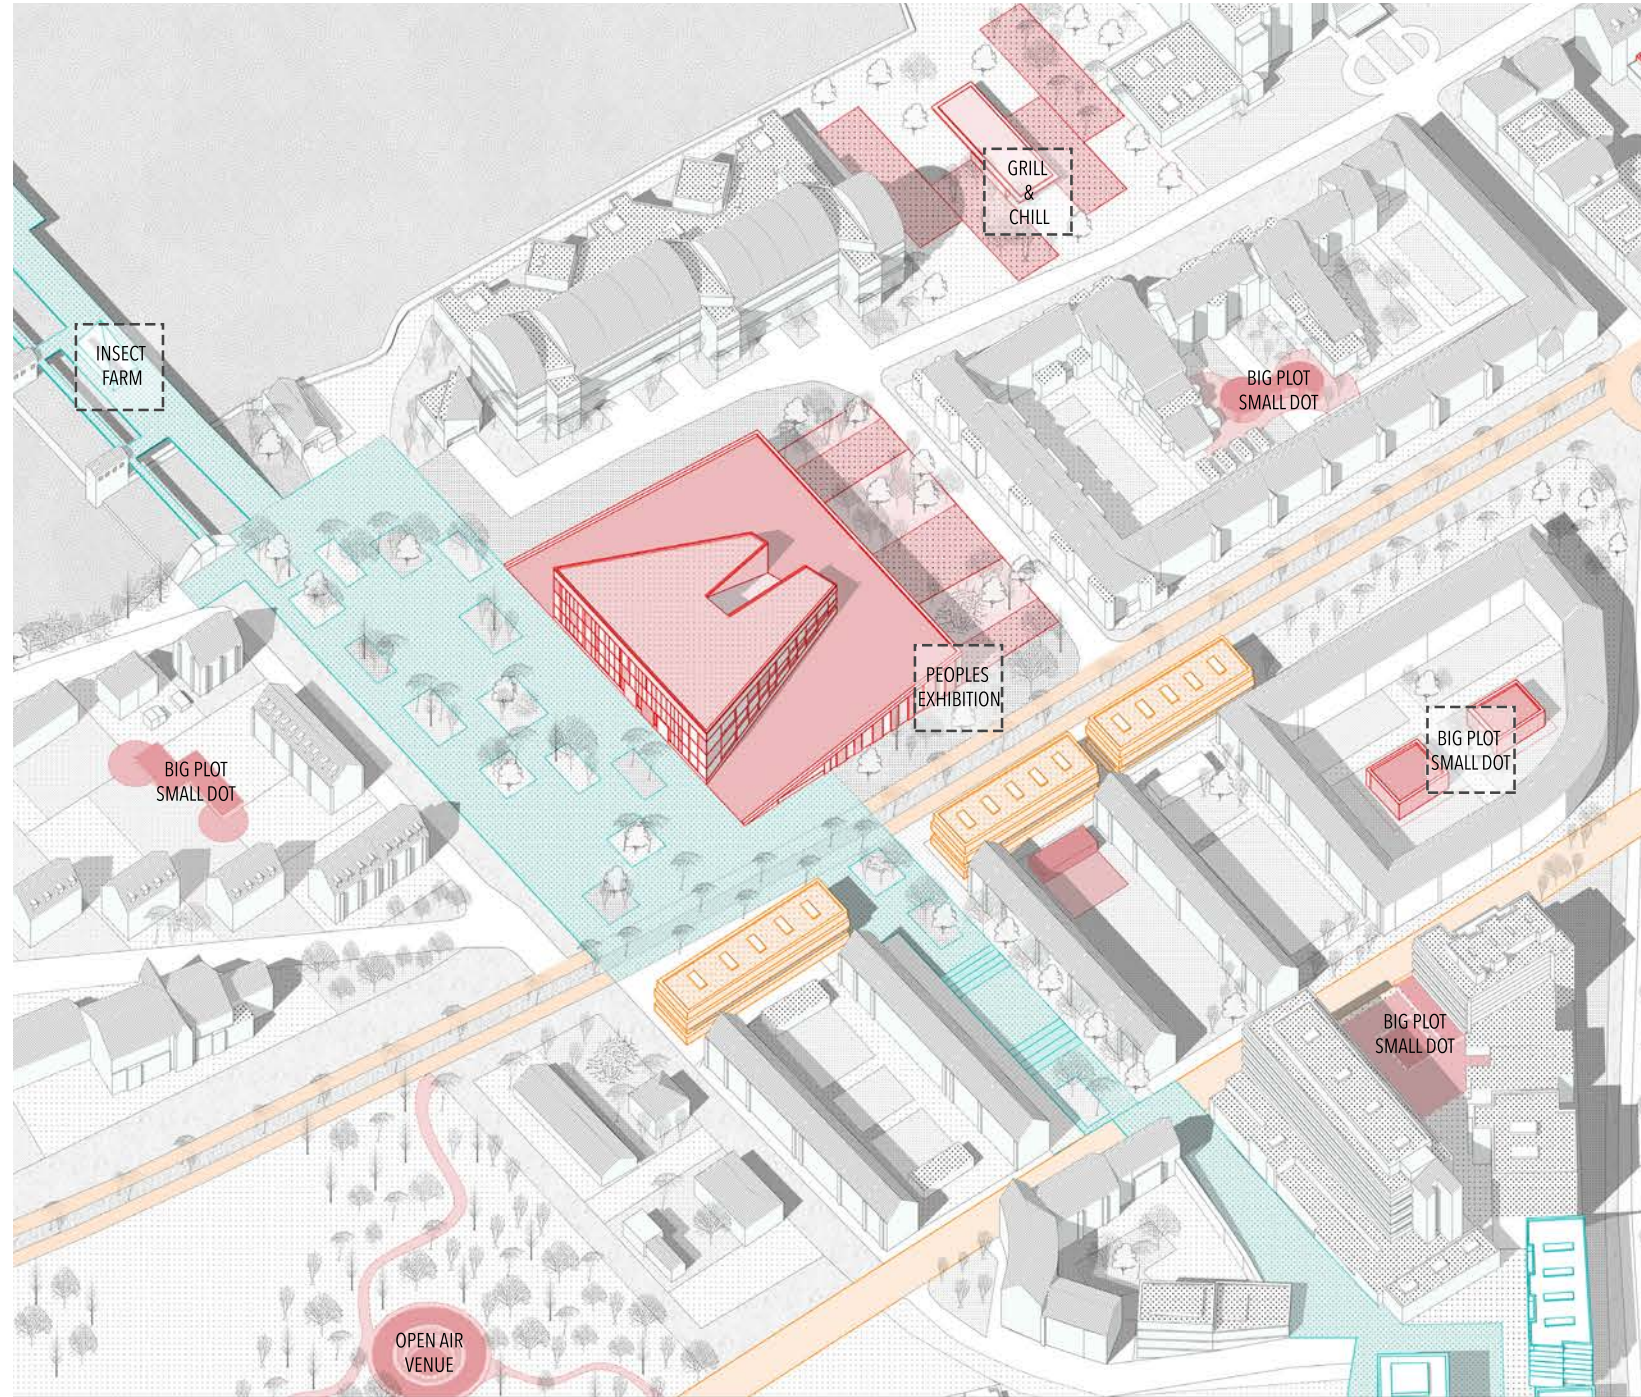 GRILL
&
CHILL
INSECT
FARM
BIG PLOT
SMALL DOT
PEOPLES
EXHIBITION
BIG PLOT
SMALL DOT
BIG PLOT
SMALL DOT
BIG PLOT
SMALL DOT
OPEN AIR
VENUE